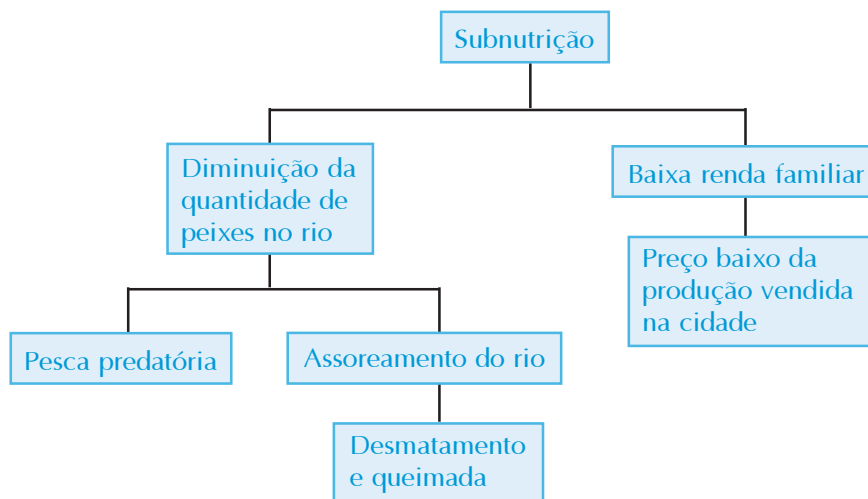 Subnutrição
Diminuição da
quantidade de
peixes no rio
Baixa renda familiar
Preço baixo da
produção vendida
na cidade
Pesca predatória
Assoreamento do rio
Desmatamento
e queimada